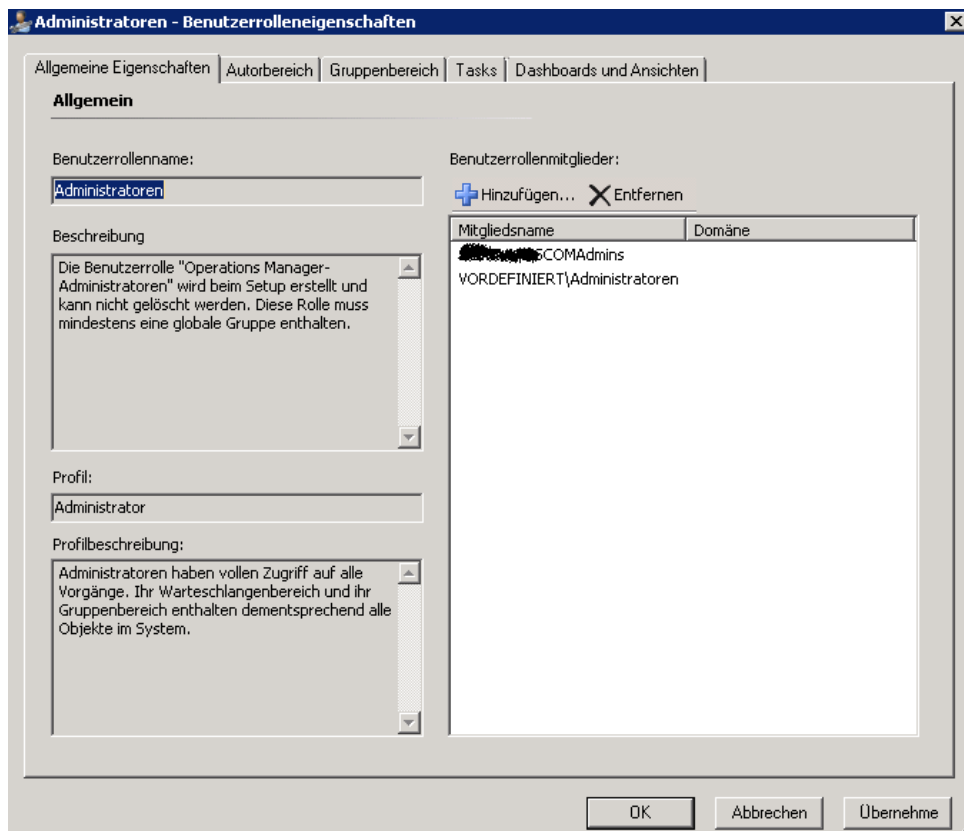 Administratoren - Benutzerrolleneigenschaften
Allgemeine Eigenschaften
Autorbereich
Gruppenbereich
Tasks
Dashboards und Ansichten
Allgemein
Benutzerrollenname:
Administratoren
Beschreibung
Die Benutzerrolle "Operations Manager-
Administratoren" wird beim Setup erstellt und
kann nicht gelöscht werden. Diese Rolle muss
mindestens eine globale Gruppe enthalten.
Profil:
Administrator
Profilbeschreibung:
Administratoren haben vollen Zugriff auf alle
Vorgänge. Ihr Warteschlangenbereich und ihr
Gruppenbereich enthalten dementsprechend alle
Objekte im System.
Benutzerrollenmitglieder:
Hinzufügen... Entfernen
Mitgliedsname Domäne
SCOMAdmins
VORDEFINIERT\Administratoren
OK Abbrechen Übernehme